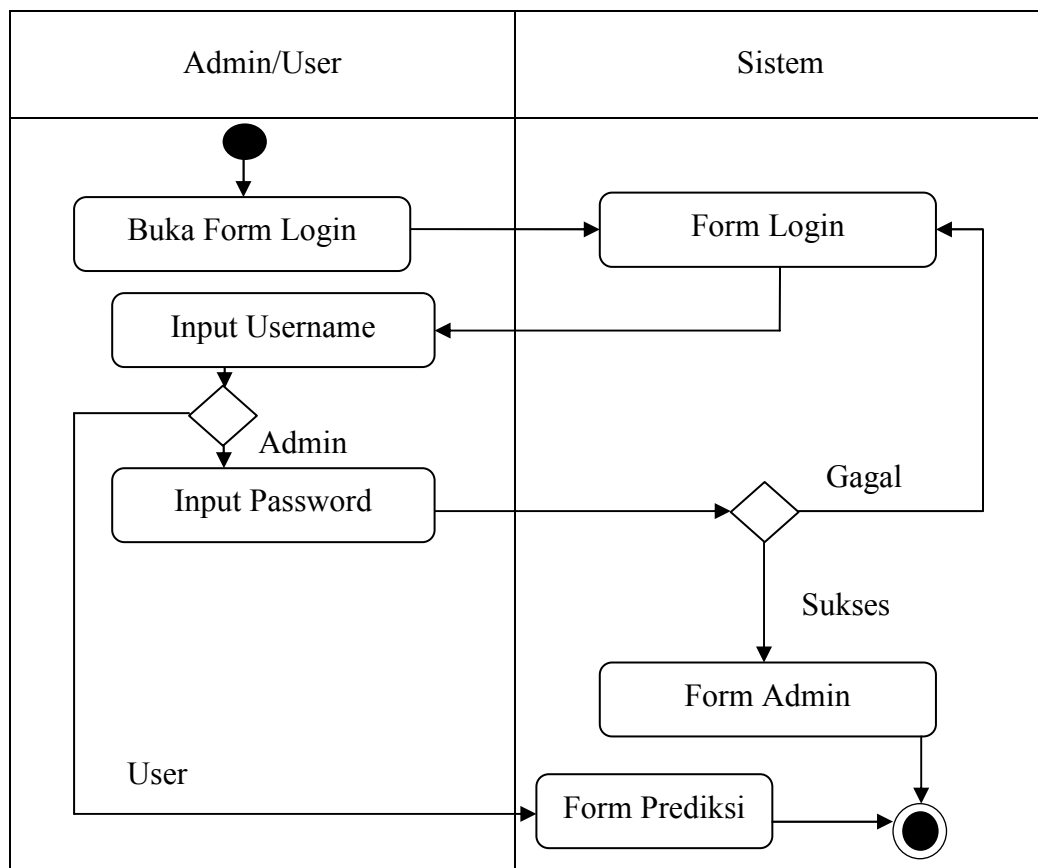 Admin/User
Sistem
Buka Form Login
Form Login
Input Username
Admin
Input Password
Gagal
Sukses
Form Admin
User
Form Prediksi